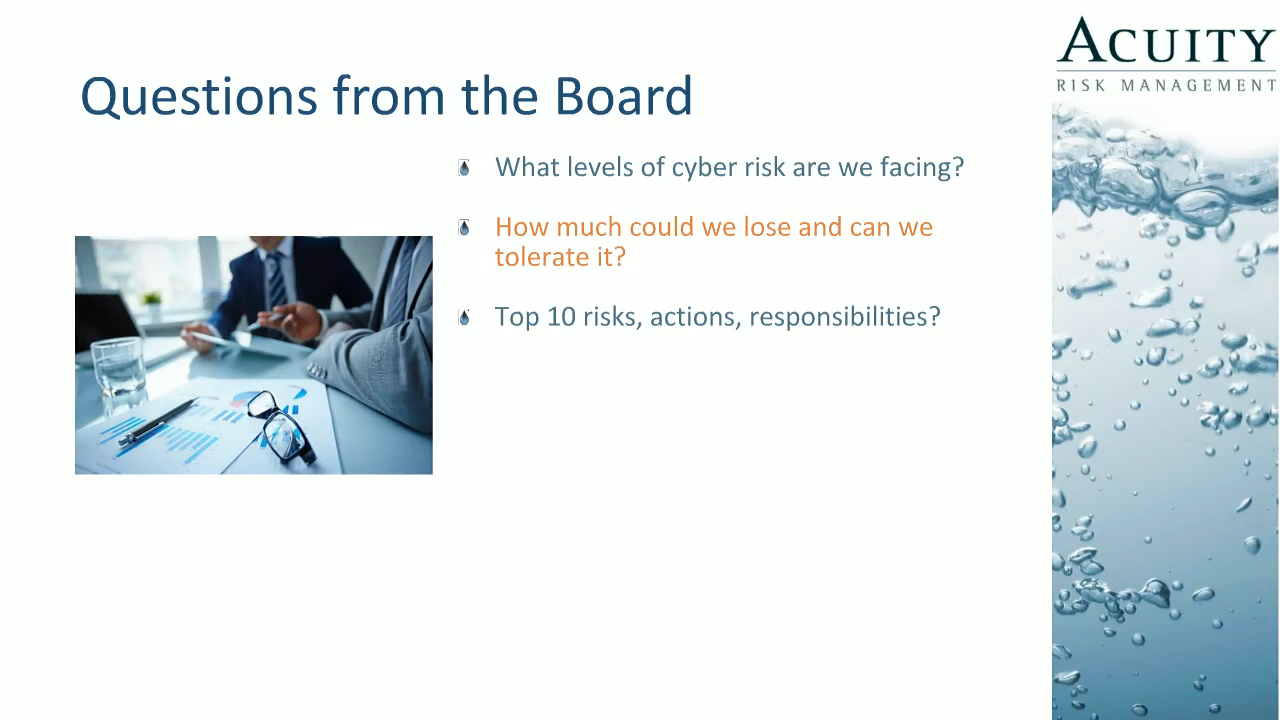 ACUITY
RISK MANAGEMENT
Questions from the Board
What levels of cyber risk are we facing?
How much could we lose and can we
tolerate it?
Top 10 risks, actions, responsibilities?